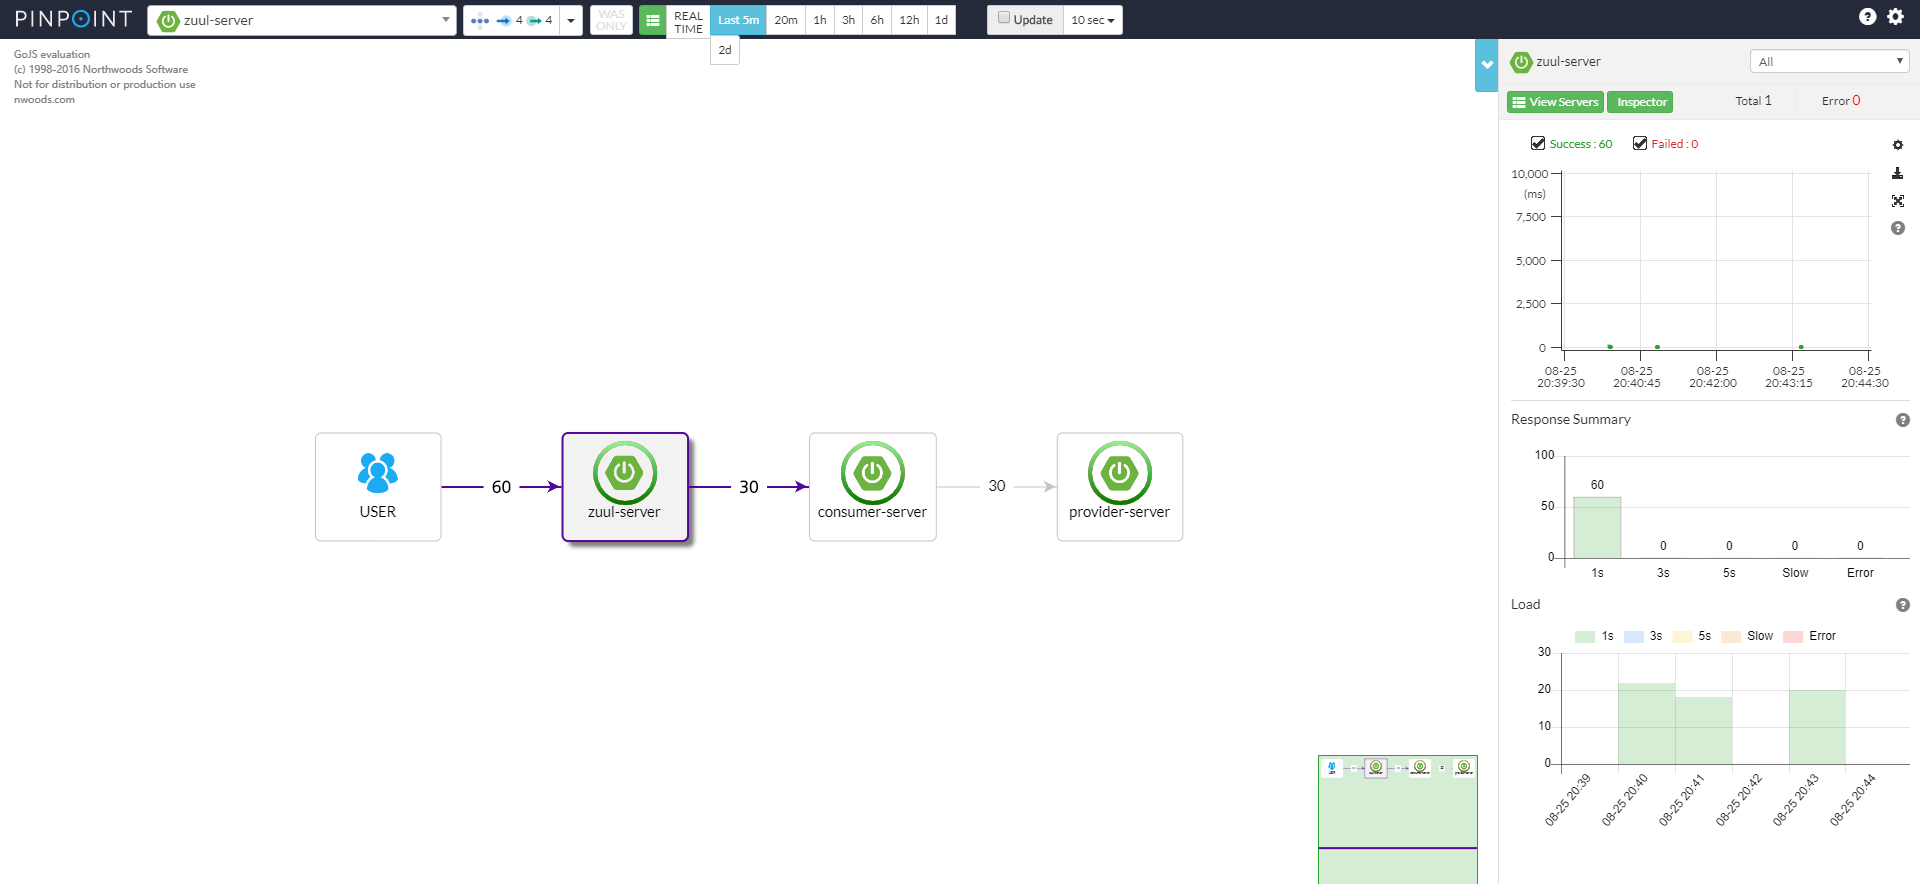 PINPOINT
zuul-server
4
4
WAS
ONLY
REAL
TIME
Last 5m
20m
1h
3h
6h
12h
1d
2d
Update
10 sec
GoJS evaluation
(c) 1998-2016 Northwoods Software
Not for distribution or production use
nwoods.com
USER
60
zuul-server
30
consumer-server
30
provider-server
zuul-server
All
View Servers
Inspector
Total 1
Error 0
Success : 60
Failed : 0
10,000
(ms)
7,500
5,000
2,500
0
08-25
20:39:30
08-25
20:40:45
08-25
20:42:00
08-25
20:43:15
08-25
20:44:30
Response Summary
100
50
0
60
0
0
0
0
1s
3s
5s
Slow
Error
Load
1s
3s
5s
Slow
Error
30
20
10
0
08-25 20:39
08-25 20:40
08-25 20:41
08-25 20:42
08-25 20:43
08-25 20:44